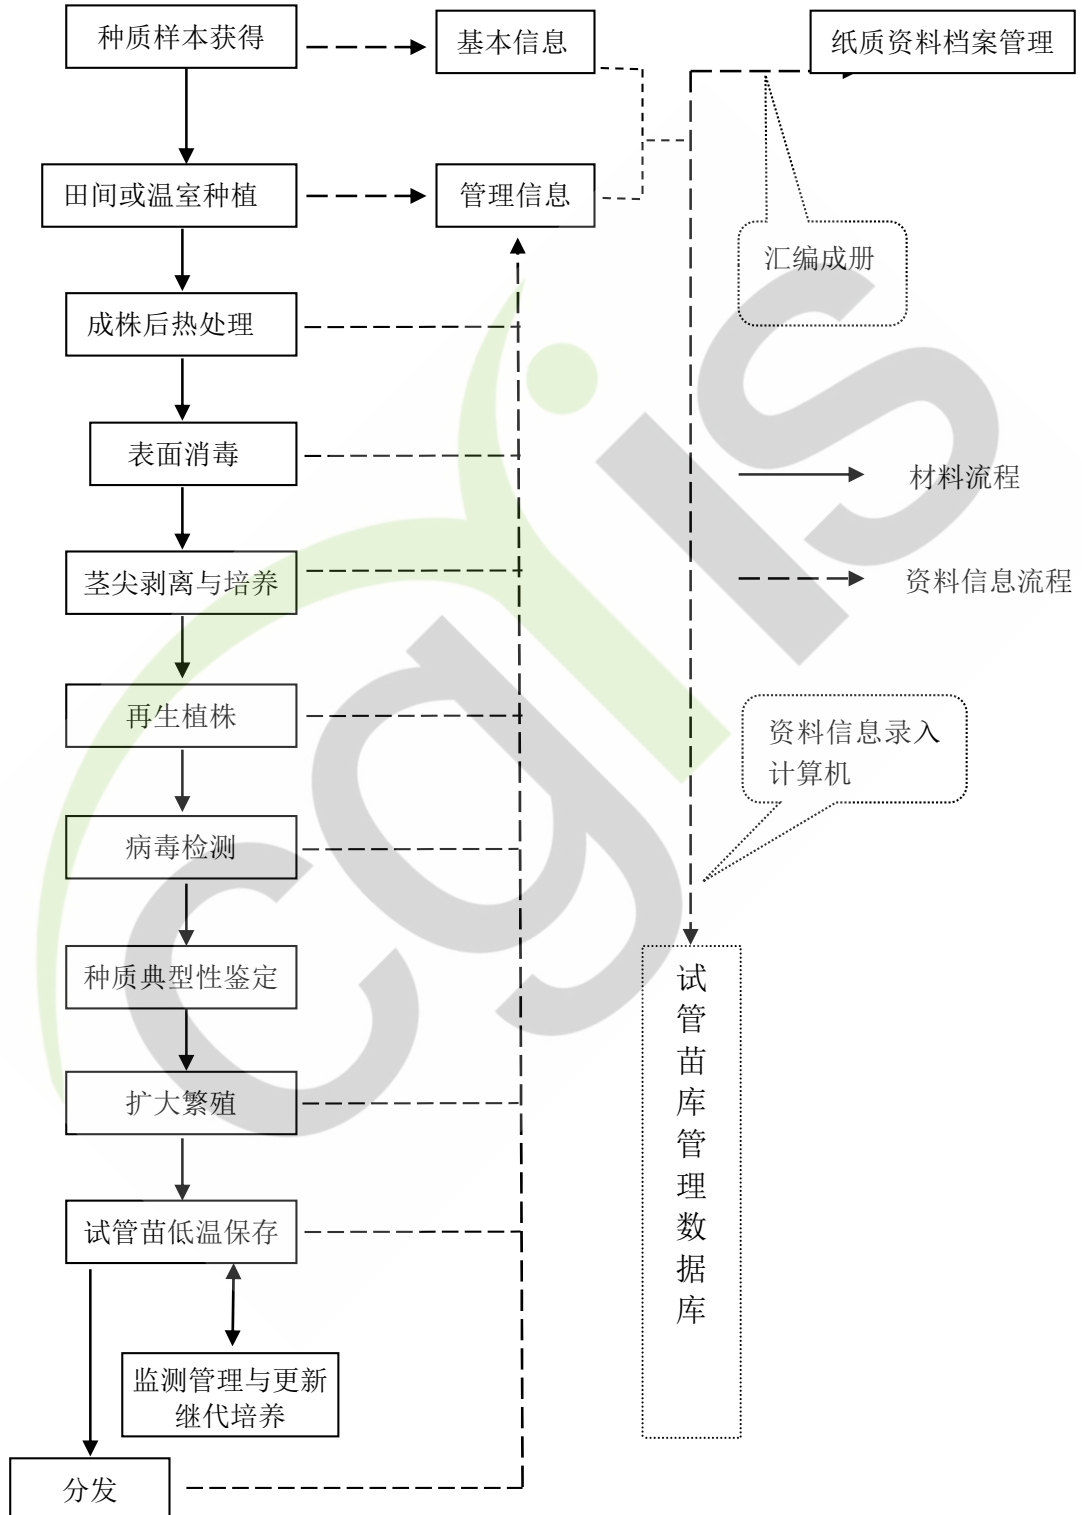 种质样本获得
基本信息
纸质资料档案管理
田间或温室种植
管理信息
汇编成册
成株后热处理
表面消毒
材料流程
茎尖剥离与培养
资料信息流程
再生植株
资料信息录入
计算机
病毒检测
种质典型性鉴定
试管苗库管理数据库
扩大繁殖
试管苗低温保存
监测管理与更新
继代培养
分发
cgis